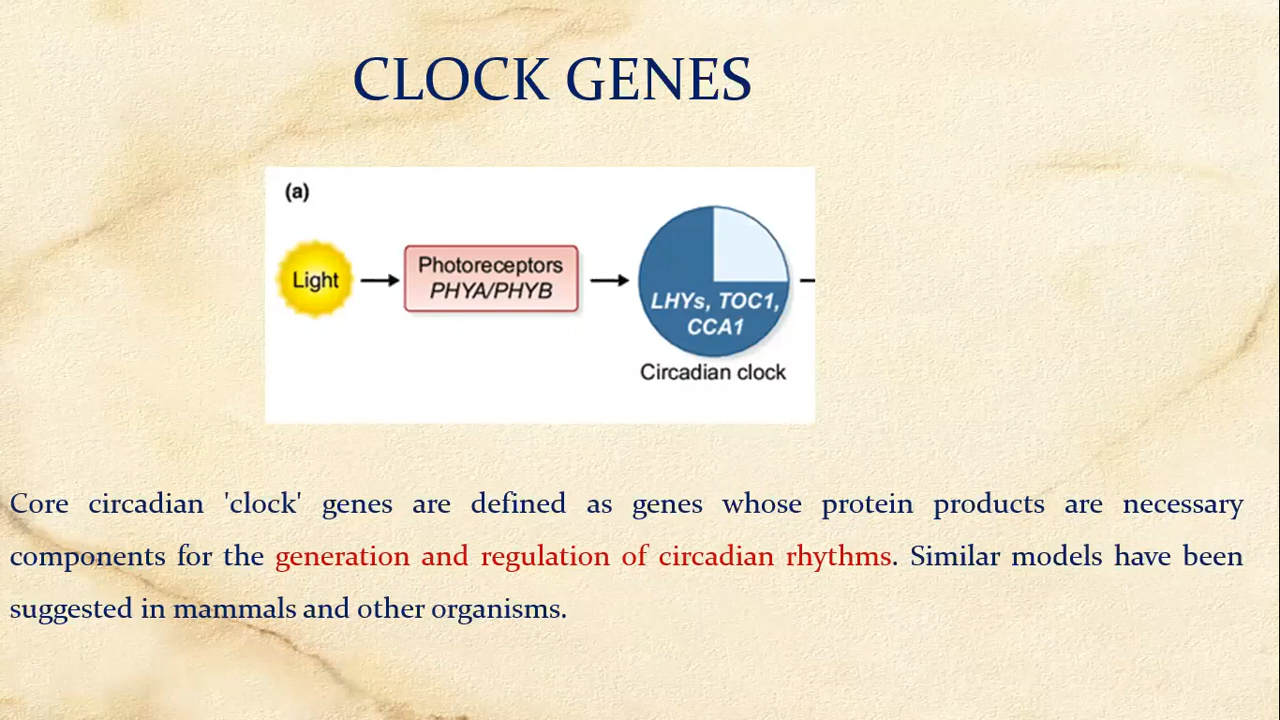 CLOCK GENES
(a)
Light
Photoreceptors
PHYA/PHYB
LHYs, TOC1,
CCA1
Circadian clock
Core circadian 'clock' genes are defined as genes whose protein products are necessary
components for the generation and regulation of circadian rhythms. Similar models have been
suggested in mammals and other organisms.